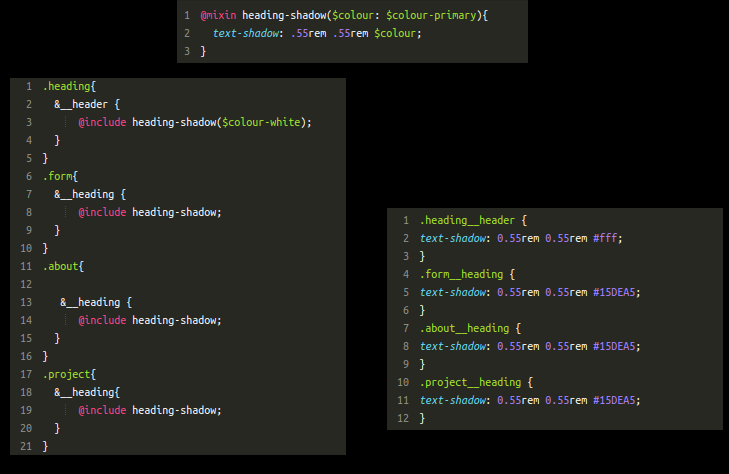 1 @mixin heading-shadow($colour: $colour-primary){
2 text-shadow: .55rem .55rem $colour;
3 }
1 .heading{
2 &__header {
3 @include heading-shadow($colour-white);
4 }
5 }
6 .form{
7 &__heading {
8 @include heading-shadow;
9 }
10 }
11 .about{
12
13 &__heading {
14 @include heading-shadow;
15 }
16 }
17 .project{
18 &__heading{
19 @include heading-shadow;
20 }
21 }
1 .heading__header {
2 text-shadow: 0.55rem 0.55rem #fff;
3 }
4 .form__heading {
5 text-shadow: 0.55rem 0.55rem #15DEA5;
6 }
7 .about__heading {
8 text-shadow: 0.55rem 0.55rem #15DEA5;
9 }
10 .project__heading {
11 text-shadow: 0.55rem 0.55rem #15DEA5;
12 }